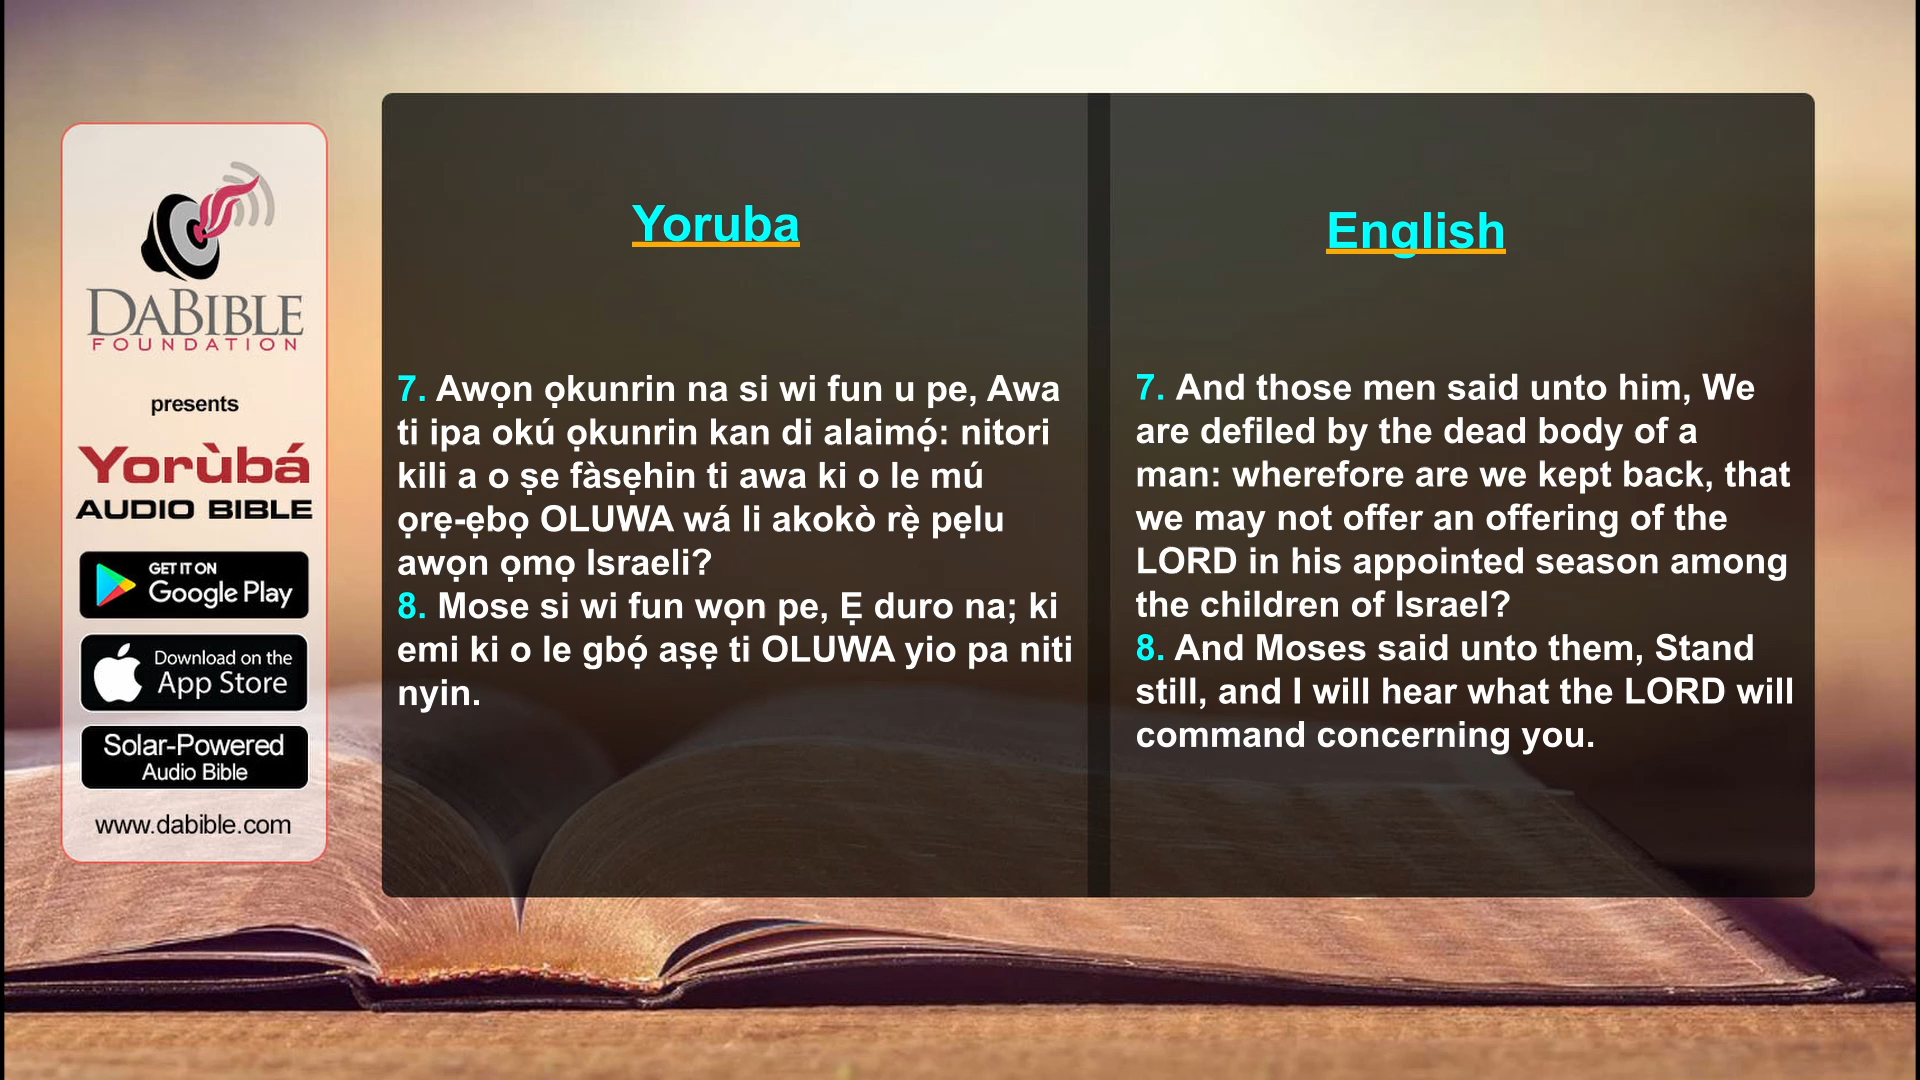 DABIBLE
FOUNDATION
presents
Yorùbá
AUDIO BIBLE
GET IT ON
Google Play
Download on the
App Store
Solar-Powered
Audio Bible
www.dabible.com
Yoruba
7. Awọn ọkunrin na si wi fun u pe, Awa
ti ipa okú ọkunrin kan di alaimọ́: nitori
kili a o ṣe fàsẹhin ti awa ki o le mú
ọrẹ-ẹbọ OLUWA wá li akokò rẹ̀ pẹlu
awọn ọmọ Israeli?
8. Mose si wi fun wọn pe, Ẹ duro na; ki
emi ki o le gbọ́ aṣẹ ti OLUWA yio pa niti
nyin.
English
7. And those men said unto him, We
are defiled by the dead body of a
man: wherefore are we kept back, that
we may not offer an offering of the
LORD in his appointed season among
the children of Israel?
8. And Moses said unto them, Stand
still, and I will hear what the LORD will
command concerning you.